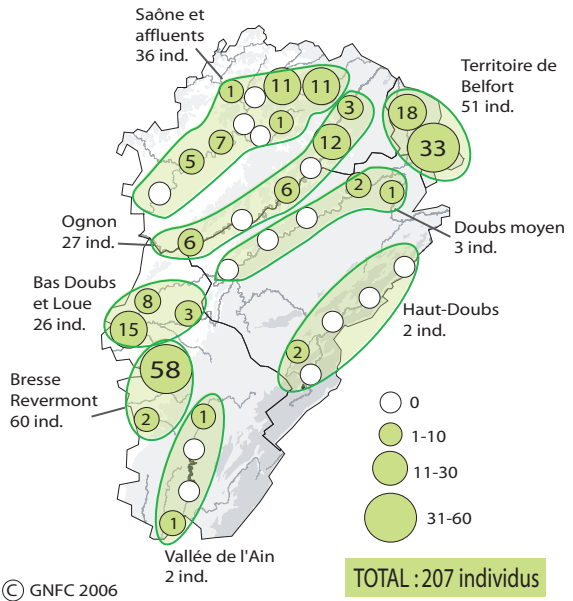 Saône et
affluents
36 ind.
Territoire de
Belfort
51 ind.
1
11
11
3
18
1
7
12
33
5
6
2
1
6
Ognon
27 ind.
Doubs moyen
3 ind.
Bas Doubs
et Loue
26 ind.
8
15
3
Haut-Doubs
2 ind.
2
Bresse
Revermont
60 ind.
58
2
1
1
0
1-10
11-30
31-60
Vallée de l'Ain
2 ind.
TOTAL : 207 individus
© GNFC 2006